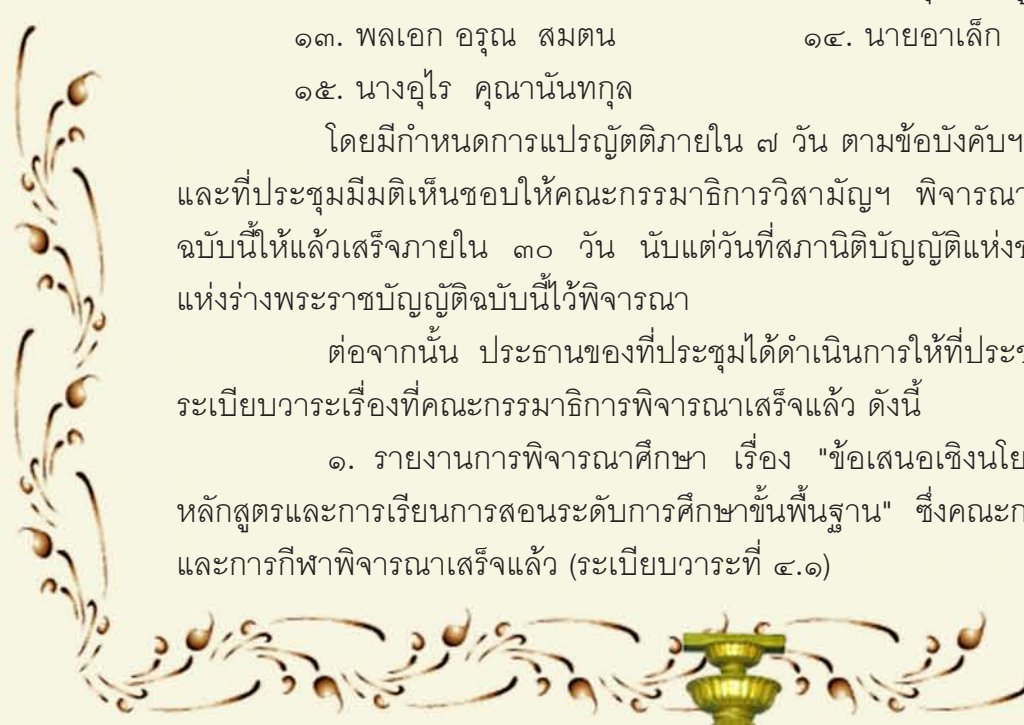 ๑๓. พลเอก อรุณ สมตน ๑๔. นายอาเล็ก
๑๕. นางอุไร คุณานันทกุล
โดยมีกำหนดการแปรญัตติภายใน ๗ วัน ตามข้อบังคับฯ
และที่ประชุมมีมติเห็นชอบให้คณะกรรมาธิการวิสามัญฯ พิจารณา
ฉบับนี้ให้แล้วเสร็จภายใน ๓๐ วัน นับแต่วันที่สภานิติบัญญัติแห่งช
แห่งร่างพระราชบัญญัติฉบับนี้ไว้พิจารณา
ต่อจากนั้น ประธานของที่ประชุมได้ดำเนินการให้ที่ประช
ระเบียบวาระเรื่องที่คณะกรรมาธิการพิจารณาเสร็จแล้ว ดังนี้
๑. รายงานการพิจารณาศึกษา เรื่อง "ข้อเสนอเชิงนโย
หลักสูตรและการเรียนการสอนระดับการศึกษาขั้นพื้นฐาน" ซึ่งคณะก
และการกีฬาพิจารณาเสร็จแล้ว (ระเบียบวาระที่ ๔.๑)